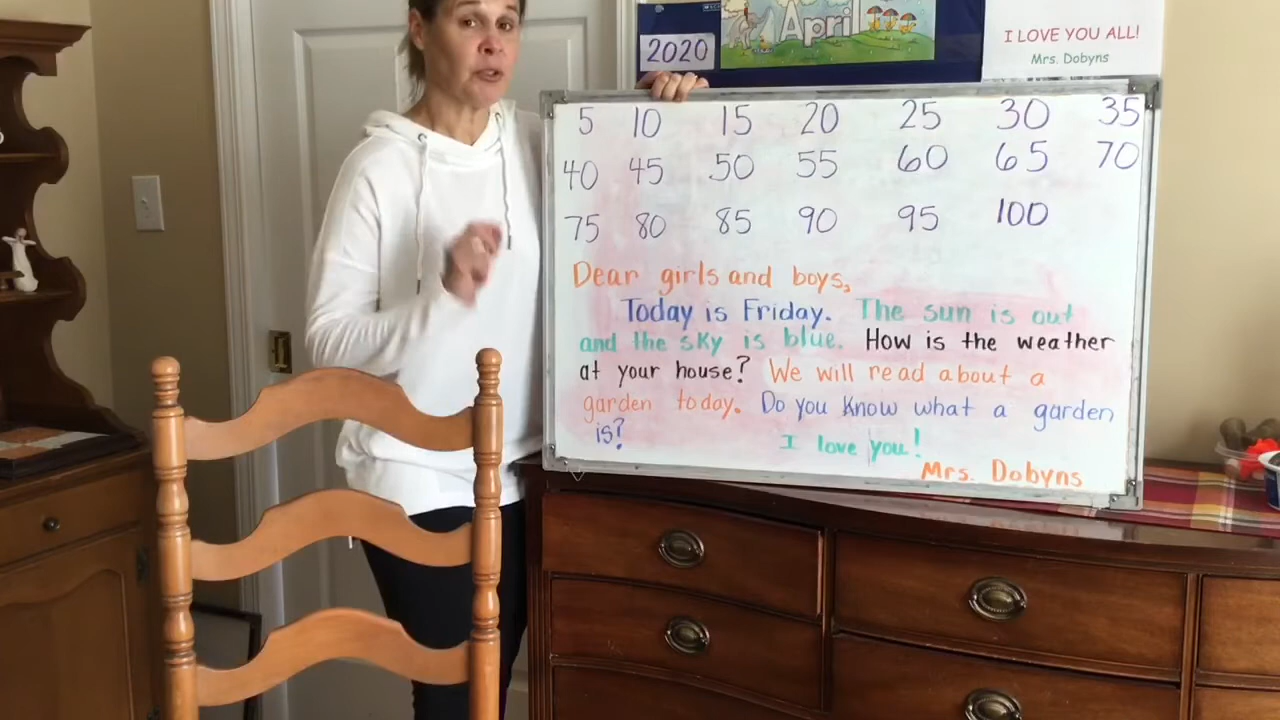 April
2020
I LOVE YOU ALL!
Mrs. Dobyns
5 10 15 20 25 30 35
40 45 50 55 60 65 70
75 80 85 90 95 100
Dear girls and boys,
Today is Friday. The sun is out
and the sky is blue. How is the weather
at your house? We will read about a
garden today. Do you know what a garden
is?
I love you!
Mrs. Dobyns